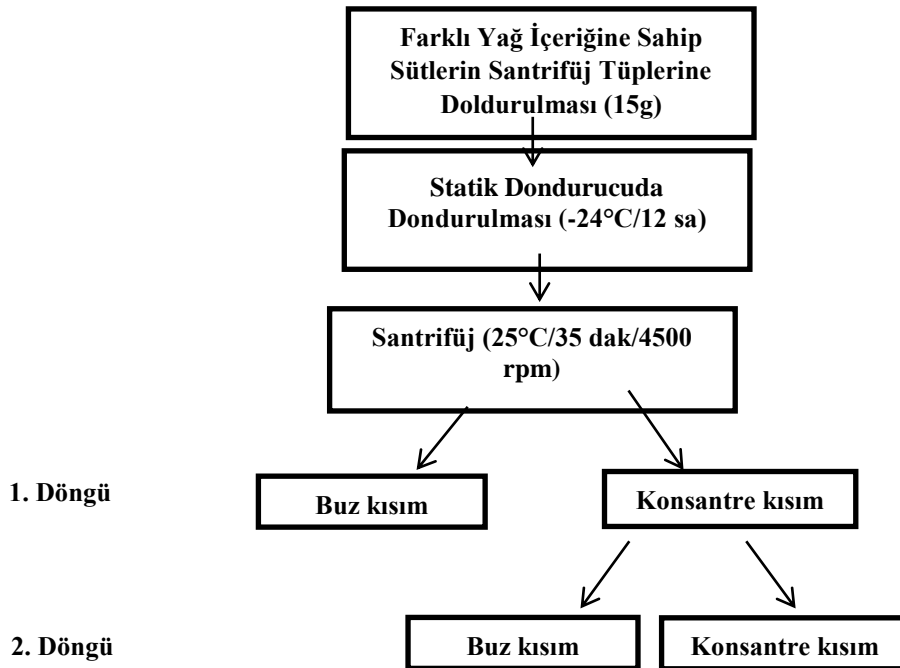 Farklı Yağ İçeriğine Sahip
Sütlerin Santrifüj Tüplerine
Doldurulması (15g)
Statik Dondurucuda
Dondurulması (-24°C/12 sa)
Santrifüj (25°C/35 dak/4500
rpm)
1. Döngü
Buz kısım
Konsantre kısım
2. Döngü
Buz kısım
Konsantre kısım